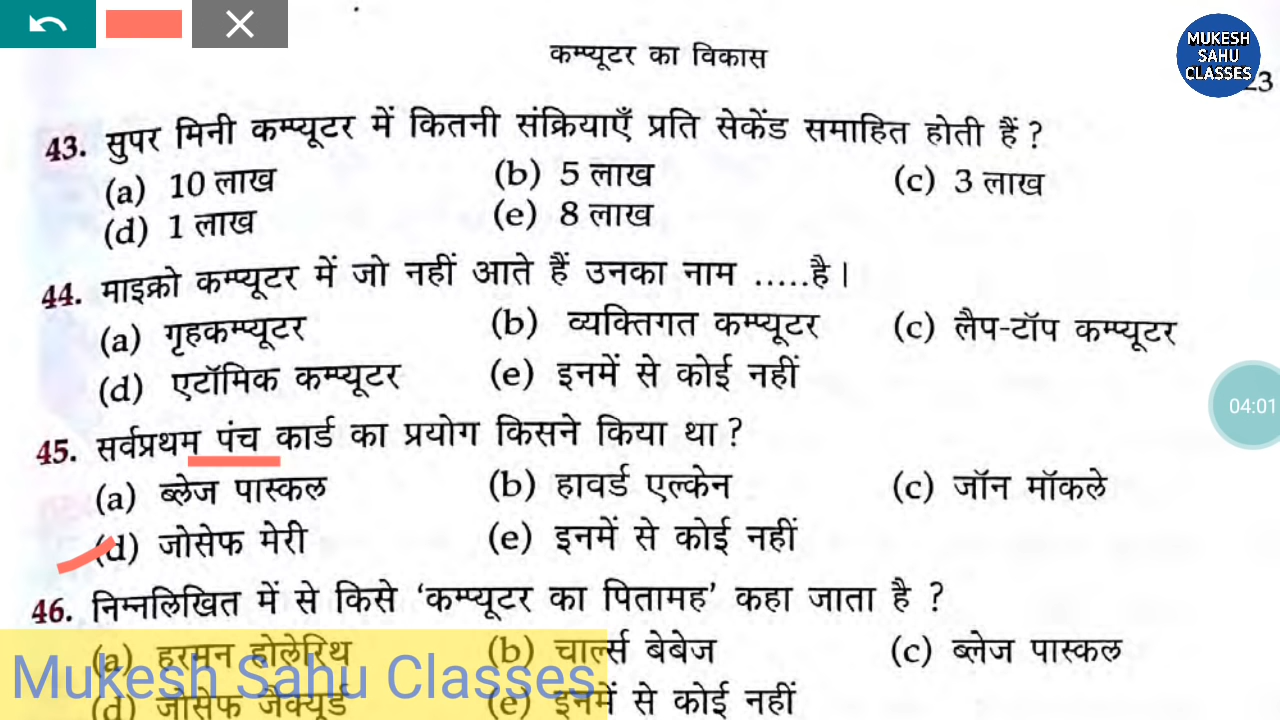 कम्प्यूटर का विकास
MUKESH
SAHU
CLASSES
23
43. सुपर मिनी कम्प्यूटर में कितनी संक्रियाएँ प्रति सेकेंड समाहित होती हैं ?
(a) 10 लाख (b) 5 लाख (c) 3 लाख
(d) 1 लाख (e) 8 लाख
44. माइक्रो कम्प्यूटर में जो नहीं आते हैं उनका नाम .....है।
(a) गृहकम्प्यूटर (b) व्यक्तिगत कम्प्यूटर (c) लैप-टॉप कम्प्यूटर
(d) एटॉमिक कम्प्यूटर (e) इनमें से कोई नहीं
04:01
45. सर्वप्रथम पंच कार्ड का प्रयोग किसने किया था ?
(a) ब्लेज पास्कल (b) हावर्ड एल्केन (c) जॉन मॉकले
(d) जोसेफ मेरी (e) इनमें से कोई नहीं
46. निम्नलिखित में से किसे ‘कम्प्यूटर का पितामह’ कहा जाता है ?
(a) हरमन होलेरिथ (b) चार्ल्स बेबेज (c) ब्लेज पास्कल
Mukesh Sahu Classes
(d) जोसेफ जैक्यूर्ड (e) इनमें से कोई नहीं